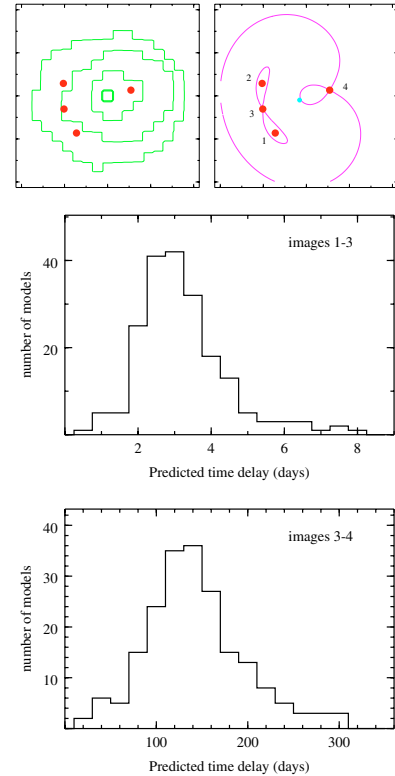 2
4
3
1
images 1-3
40
20
number of models
2
4
6
8
Predicted time delay (days)
images 3-4
40
30
20
10
number of models
100
200
300
Predicted time delay (days)